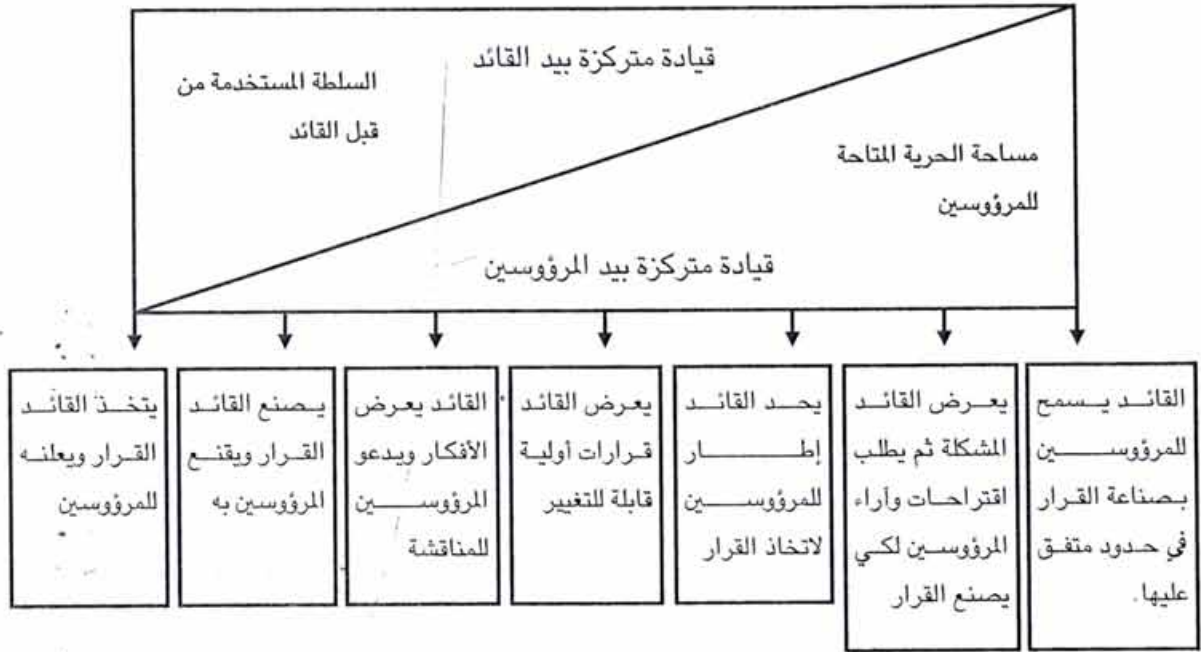 قيادة متركزة بيد القائد
السلطة المستخدمة من
قبل القائد
مساحة الحرية المتاحة
للمرؤوسين
قيادة متركزة بيد المرؤوسين
القائد يسمح
للمرؤوسين
بصناعة القرار
في حدود متفق
عليها.
يعرض القائد
المشكلة ثم يطلب
اقتراحات وآراء
المرؤوسين لكي
يصنع القرار
يحد القائد
إطار
للمرؤوسين
لاتخاذ القرار
يعرض القائد
قرارات أولية
قابلة للتغيير
القائد يعرض
الأفكار ويدعو
المرؤوسين
للمناقشة
يصنع القائد
القرار ويقنع
المرؤوسين به
يتخذ القائد
القرار ويعلنه
للمرؤوسين